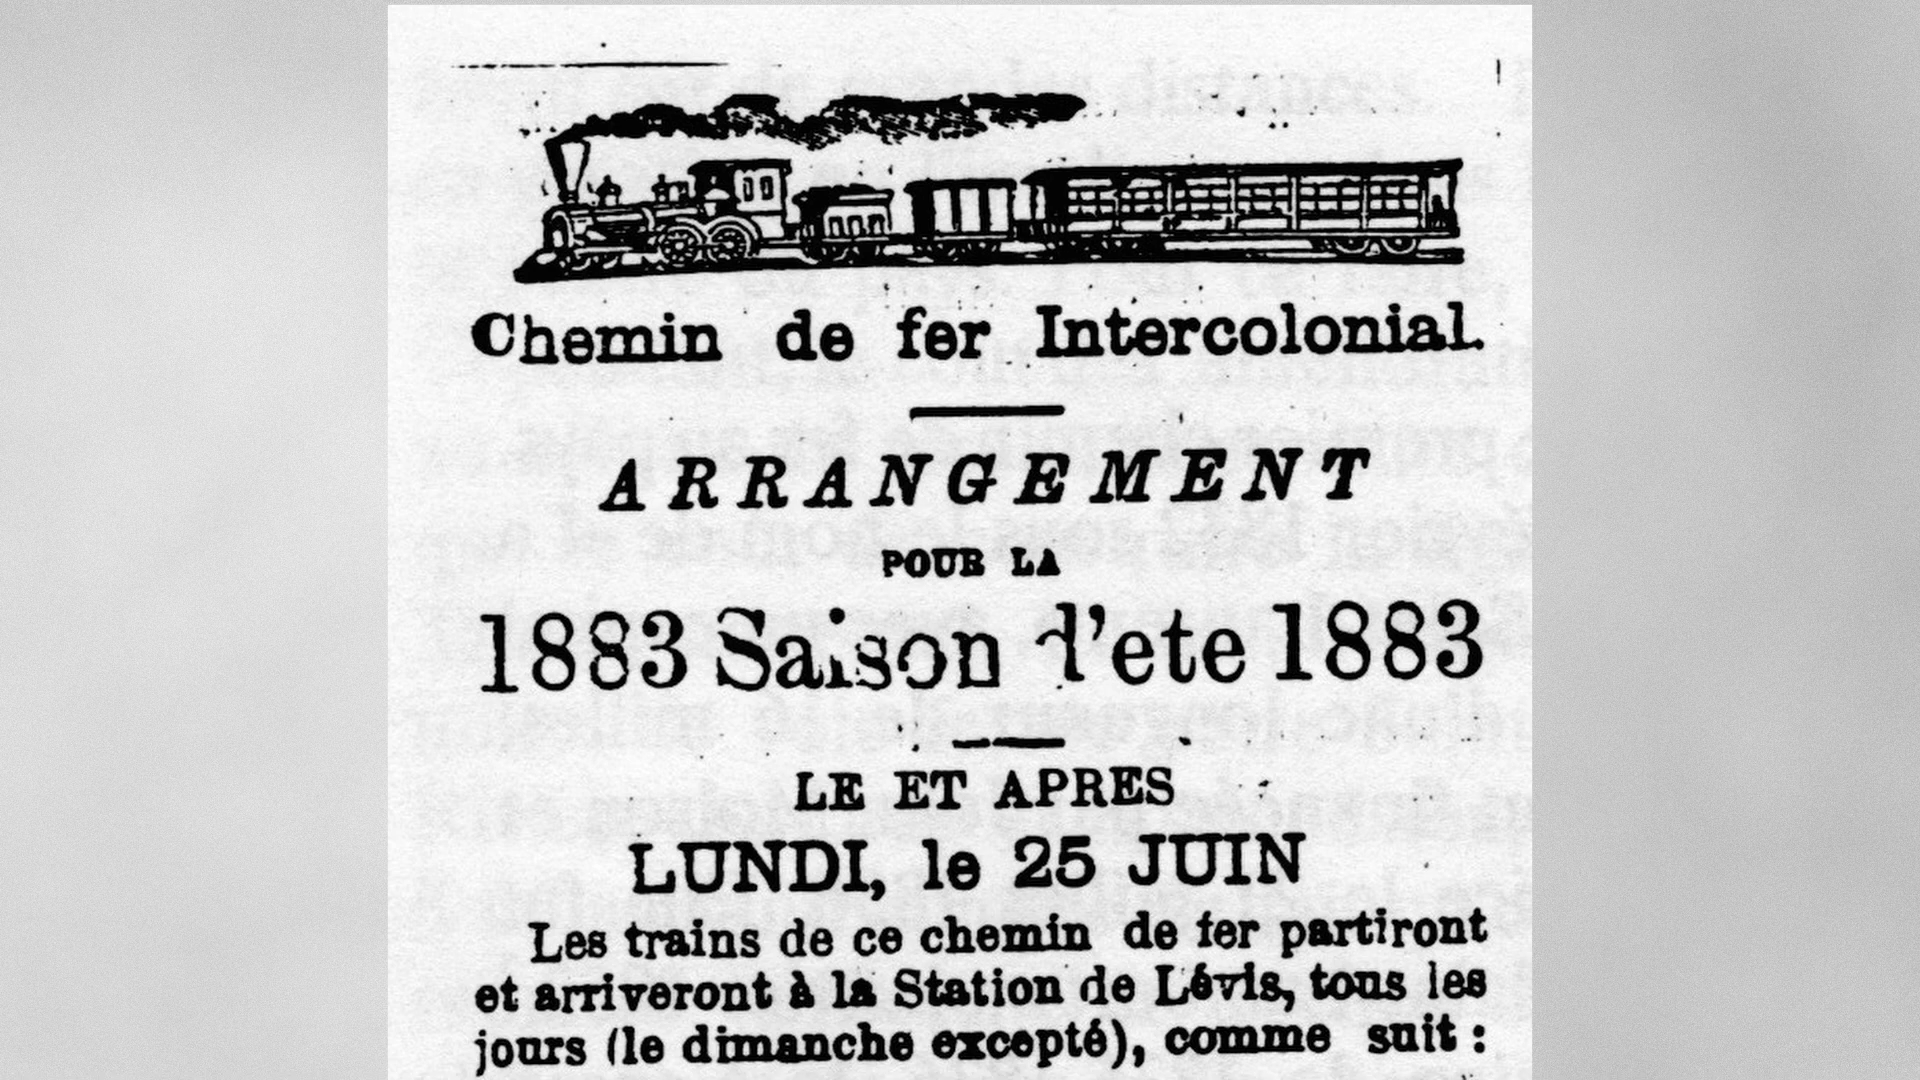 Chemin de fer Intercolonial.
ARRANGEMENT
POUR LA
1883 Saison d'ete 1883
LE ET APRES
LUNDI, le 25 JUIN
Les trains de ce chemin de fer partiront
et arriveront à la Station de Lévis, tous les
jours (le dimanche excepté), comme suit :